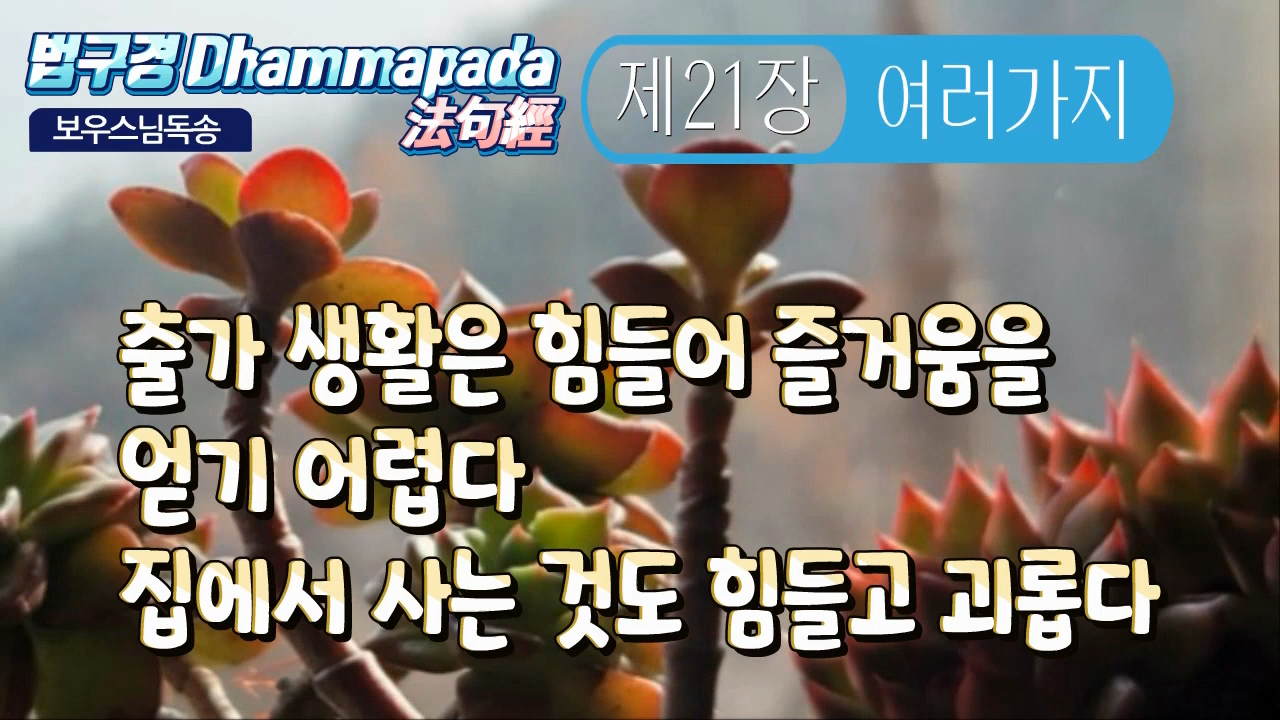 법구경 Dhammapada
法句經
보우스님독송
제21장 여러가지
출가 생활은 힘들어 즐거움을
얻기 어렵다
집에서 사는 것도 힘들고 괴롭다